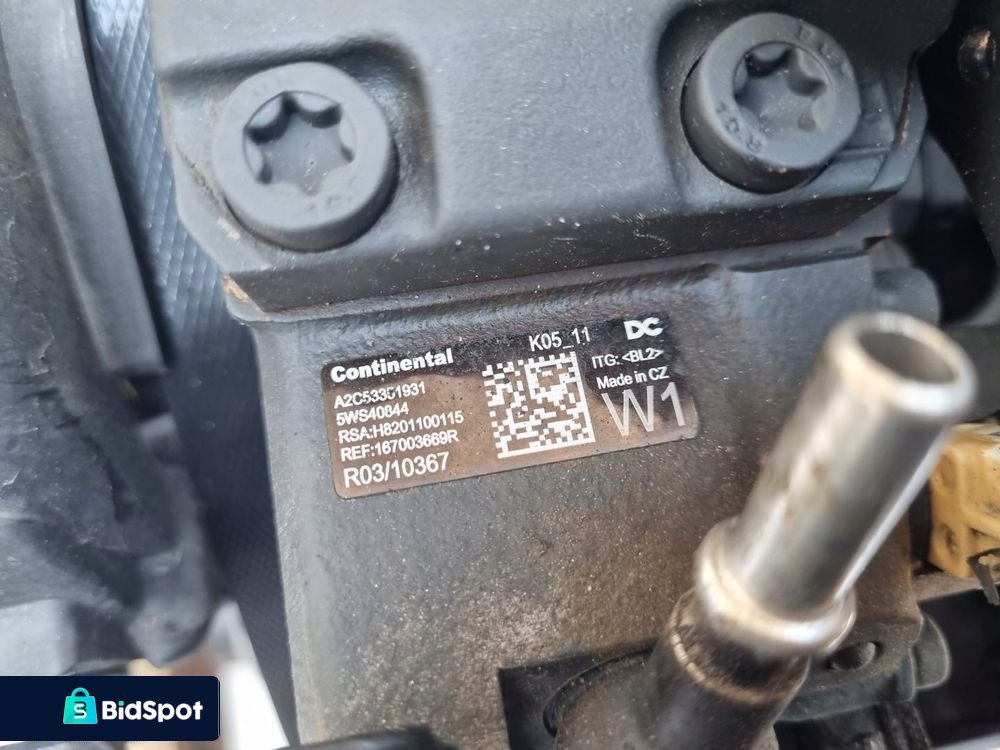 Continental
A2C53351931
5WS40844
RSA:H8201100115
REF:167003669R
R03/10367
K05_11
DC
ITG: <BL2>
Made in CZ
W1
BidSpot